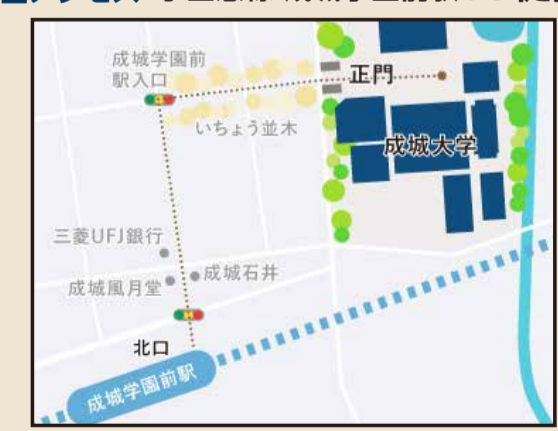 成城学園前
駅入口
正門
いちょう並木
成城大学
三菱UFJ銀行
成城石井
成城風月堂
北口
成城学園前駅